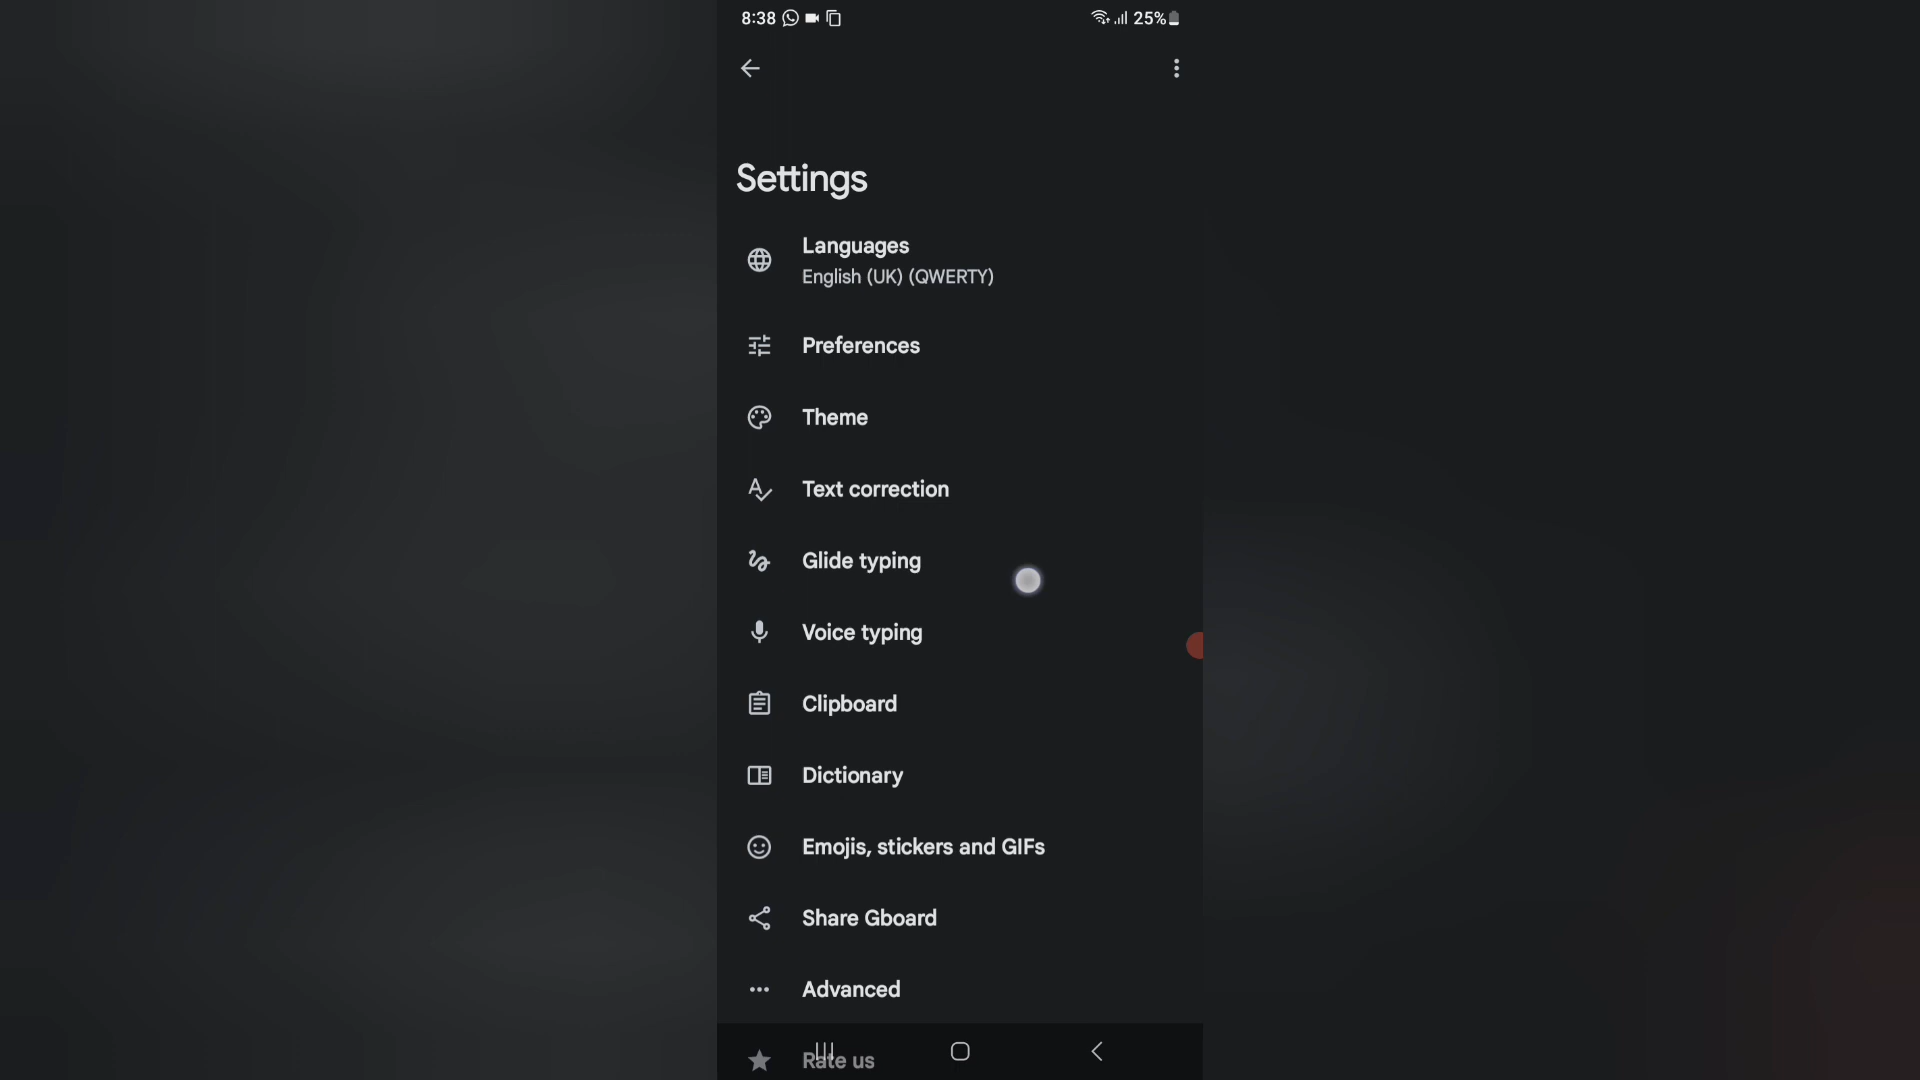 8:38
25%
Settings
Languages
English (UK) (QWERTY)
Preferences
Theme
Text correction
Glide typing
Voice typing
Clipboard
Dictionary
Emojis, stickers and GIFs
Share Gboard
Advanced
Rate us